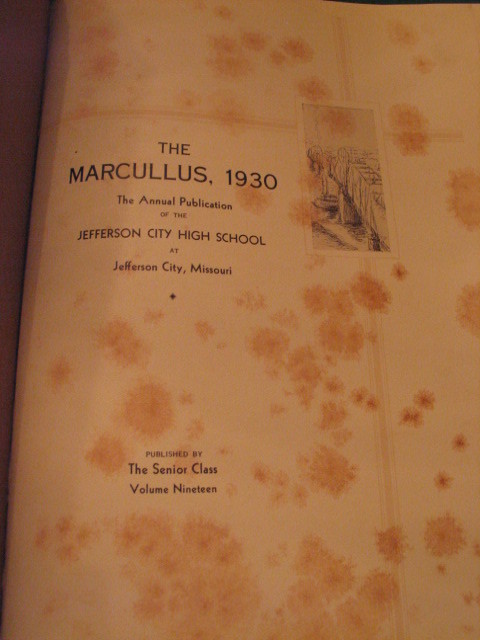 THE
MARCULLUS, 1930
The Annual Publication
OF THE
JEFFERSON CITY HIGH SCHOOL
AT
Jefferson City, Missouri
PUBLISHED BY
The Senior Class
Volume Nineteen